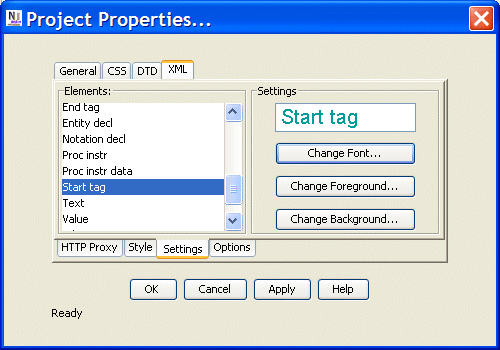 Project Properties...
General CSS DTD XML
Elements:
End tag
Entity decl
Notation decl
Proc instr
Proc instr data
Start tag
Text
Value
Settings
Start tag
Change Font...
Change Foreground...
Change Background...
HTTP Proxy Style Settings Options
OK Cancel Apply Help
Ready